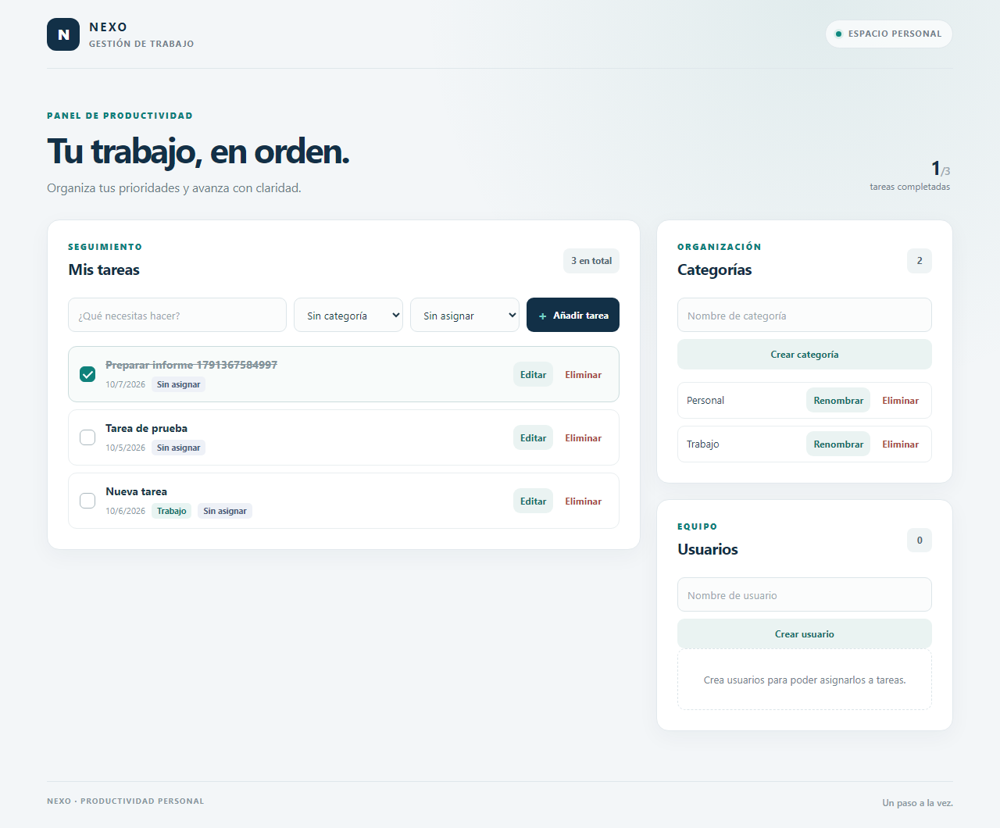 N
NEXO
GESTIÓN DE TRABAJO
ESPACIO PERSONAL
PANEL DE PRODUCTIVIDAD
Tu trabajo, en orden.
Organiza tus prioridades y avanza con claridad.
1/3
tareas completadas
SEGUIMIENTO
Mis tareas
3 en total
¿Qué necesitas hacer?
Sin categoría
Sin asignar
+ Añadir tarea
Preparar informe 1791367584997
10/7/2026 Sin asignar
Editar Eliminar
Tarea de prueba
10/5/2026 Sin asignar
Editar Eliminar
Nueva tarea
10/6/2026 Trabajo Sin asignar
Editar Eliminar
ORGANIZACIÓN
Categorías
2
Nombre de categoría
Crear categoría
Personal Renombrar Eliminar
Trabajo Renombrar Eliminar
EQUIPO
Usuarios
0
Nombre de usuario
Crear usuario
Crea usuarios para poder asignarlos a tareas.
NEXO · PRODUCTIVIDAD PERSONAL
Un paso a la vez.